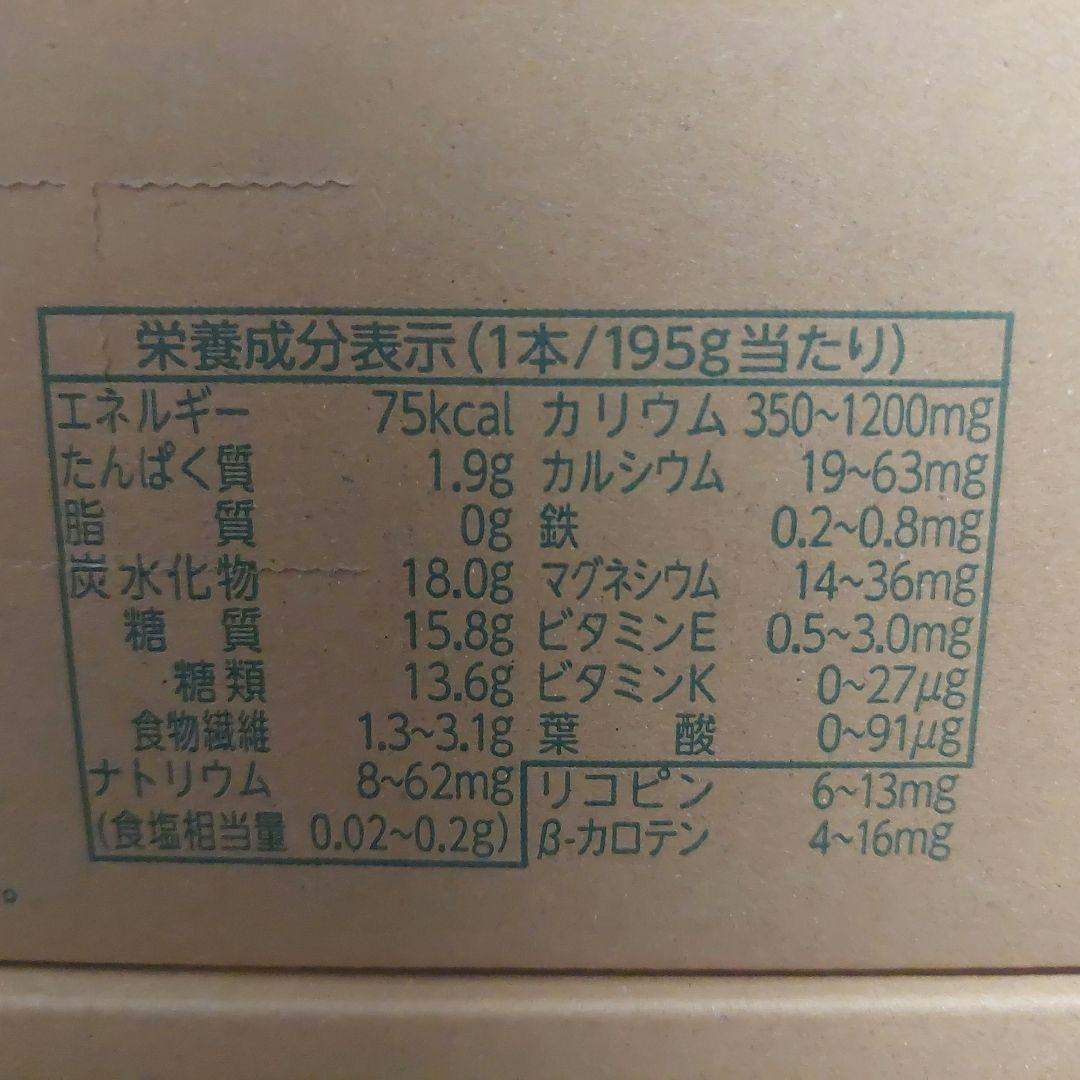 栄養成分表示(1本/195g当たり)
エネルギー 75kcal
たんぱく質 1.9g
脂質 0g
炭水化物 18.0g
糖質 15.8g
糖類 13.6g
食物繊維 1.3~3.1g
ナトリウム 8~62mg
(食塩相当量 0.02~0.2g)
カリウム 350~1200mg
カルシウム 19~63mg
鉄 0.2~0.8mg
マグネシウム 14~36mg
ビタミンE 0.5~3.0mg
ビタミンK 0~27μg
葉酸 0~91μg
リコピン 6~13mg
β-カロテン 4~16mg
。